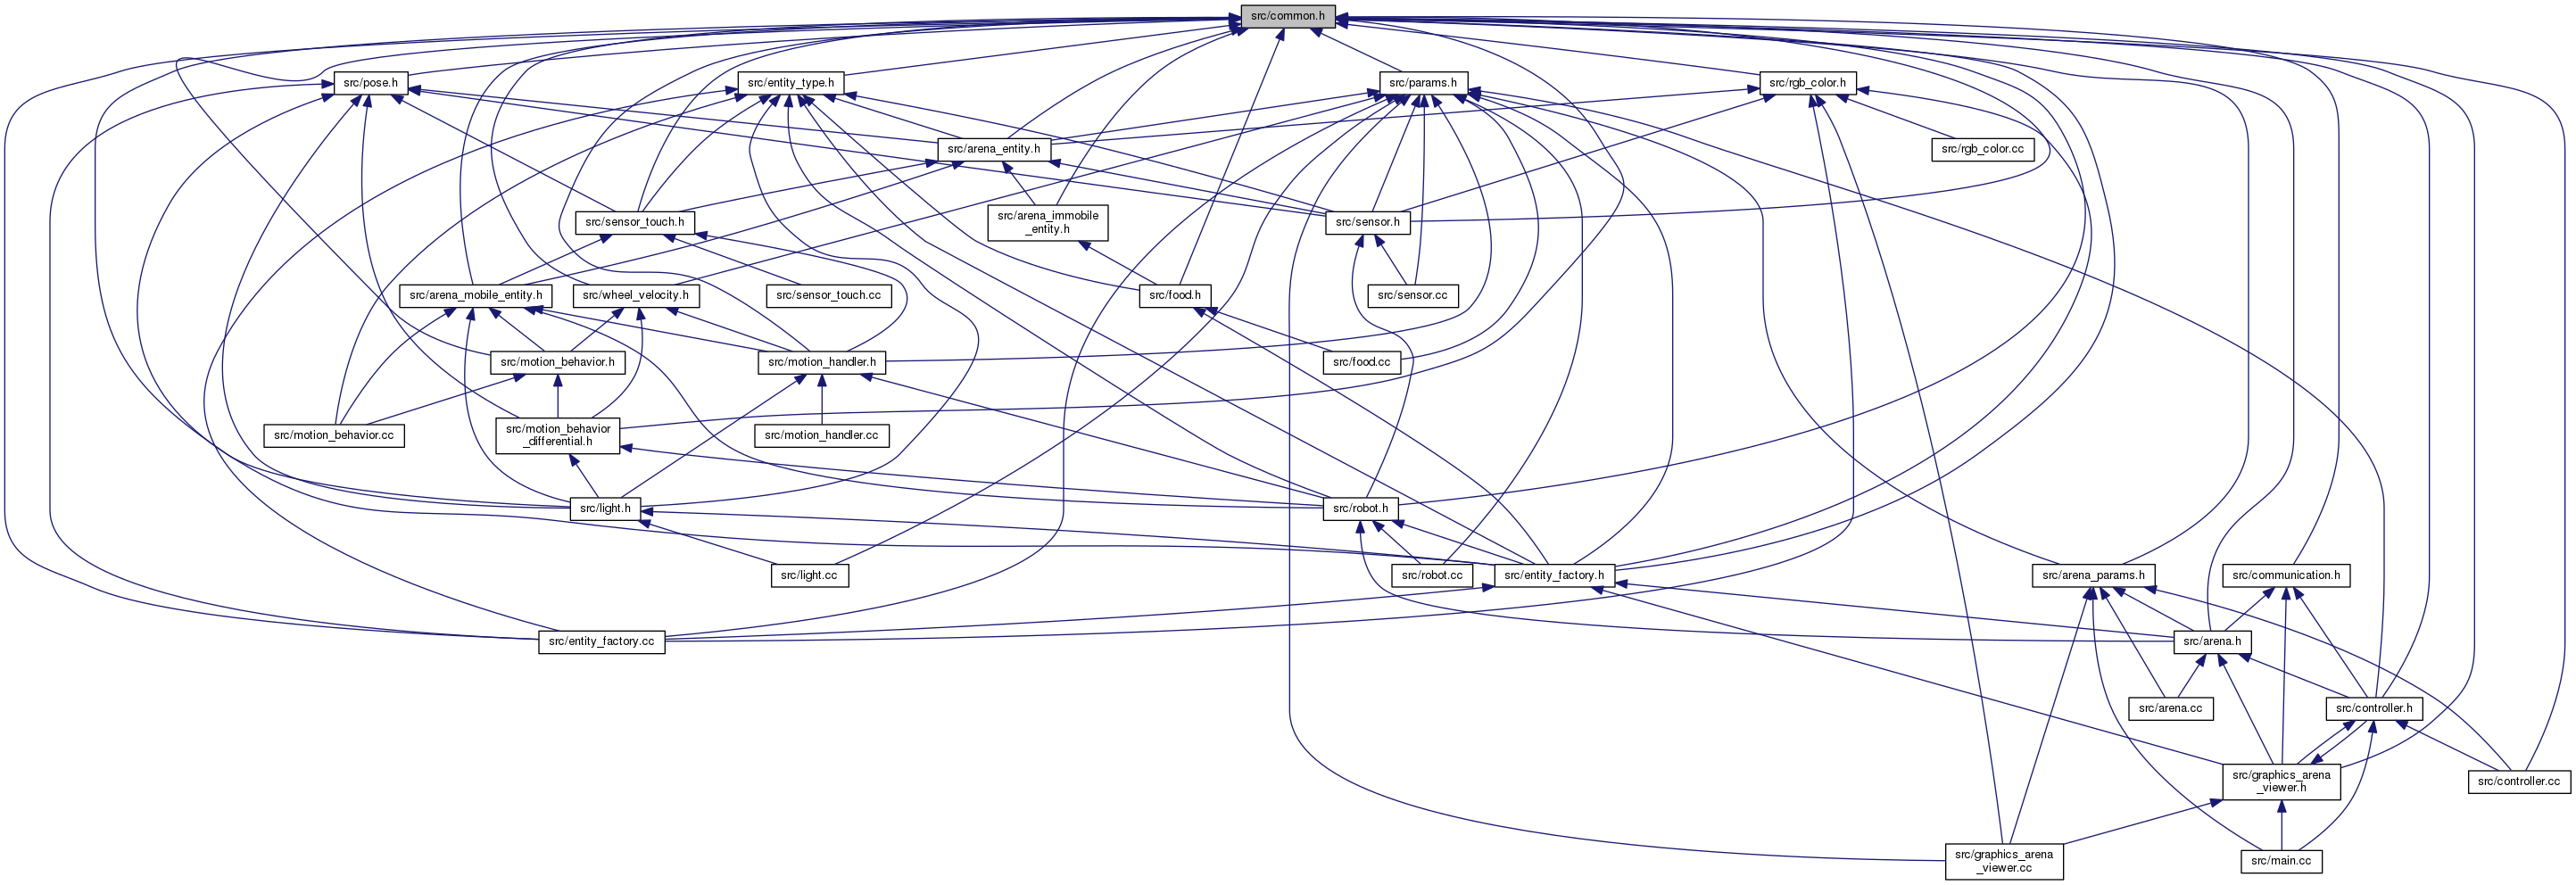 src/common.h
src/pose.h
src/entity_type.h
src/params.h
src/rgb_color.h
src/arena_entity.h
src/rgb_color.cc
src/sensor_touch.h
src/arena_immobile
_entity.h
src/sensor.h
src/arena_mobile_entity.h
src/wheel_velocity.h
src/sensor_touch.cc
src/food.h
src/sensor.cc
src/motion_behavior.h
src/motion_handler.h
src/food.cc
src/motion_behavior.cc
src/motion_behavior
_differential.h
src/motion_handler.cc
src/light.h
src/robot.h
src/light.cc
src/robot.cc
src/entity_factory.h
src/arena_params.h
src/communication.h
src/entity_factory.cc
src/arena.h
src/arena.cc
src/controller.h
src/graphics_arena
_viewer.h
src/controller.cc
src/graphics_arena
_viewer.cc
src/main.cc